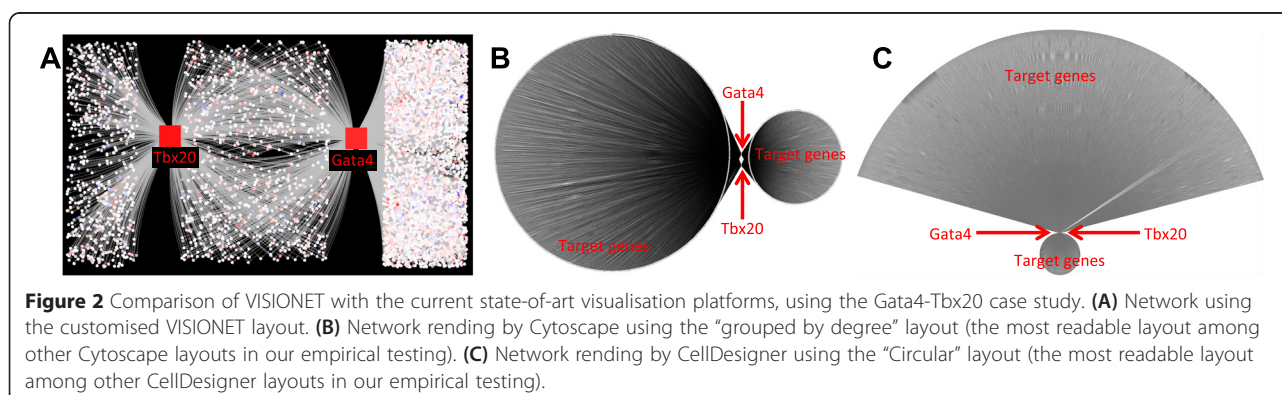 A
Tbx20
Gata4
B
Gata4
Target genes
Tbx20
Target genes
C
Target genes
Gata4
Tbx20
Target genes
Figure 2 Comparison of VISIONET with the current state-of-art visualisation platforms, using the Gata4-Tbx20 case study. (A) Network using
the customised VISIONET layout. (B) Network rending by Cytoscape using the “grouped by degree” layout (the most readable layout among
other Cytoscape layouts in our empirical testing). (C) Network rending by CellDesigner using the “Circular” layout (the most readable layout
among other CellDesigner layouts in our empirical testing).